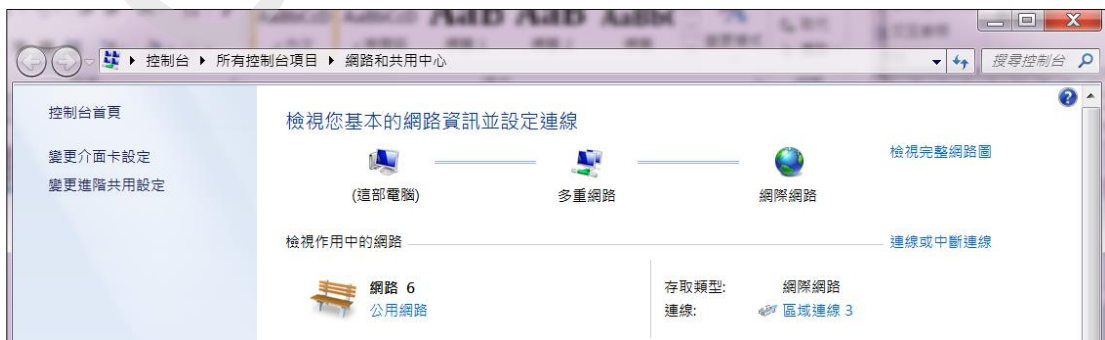 控制台 ▸ 所有控制台項目 ▸ 網路和共用中心
搜尋控制台
控制台首頁
變更介面卡設定
變更進階共用設定
檢視您基本的網路資訊並設定連線
檢視完整網路圖
(這部電腦)
多重網路
網際網路
檢視作用中的網路
連線或中斷連線
網路 6
公用網路
存取類型: 網際網路
連線: 區域連線 3